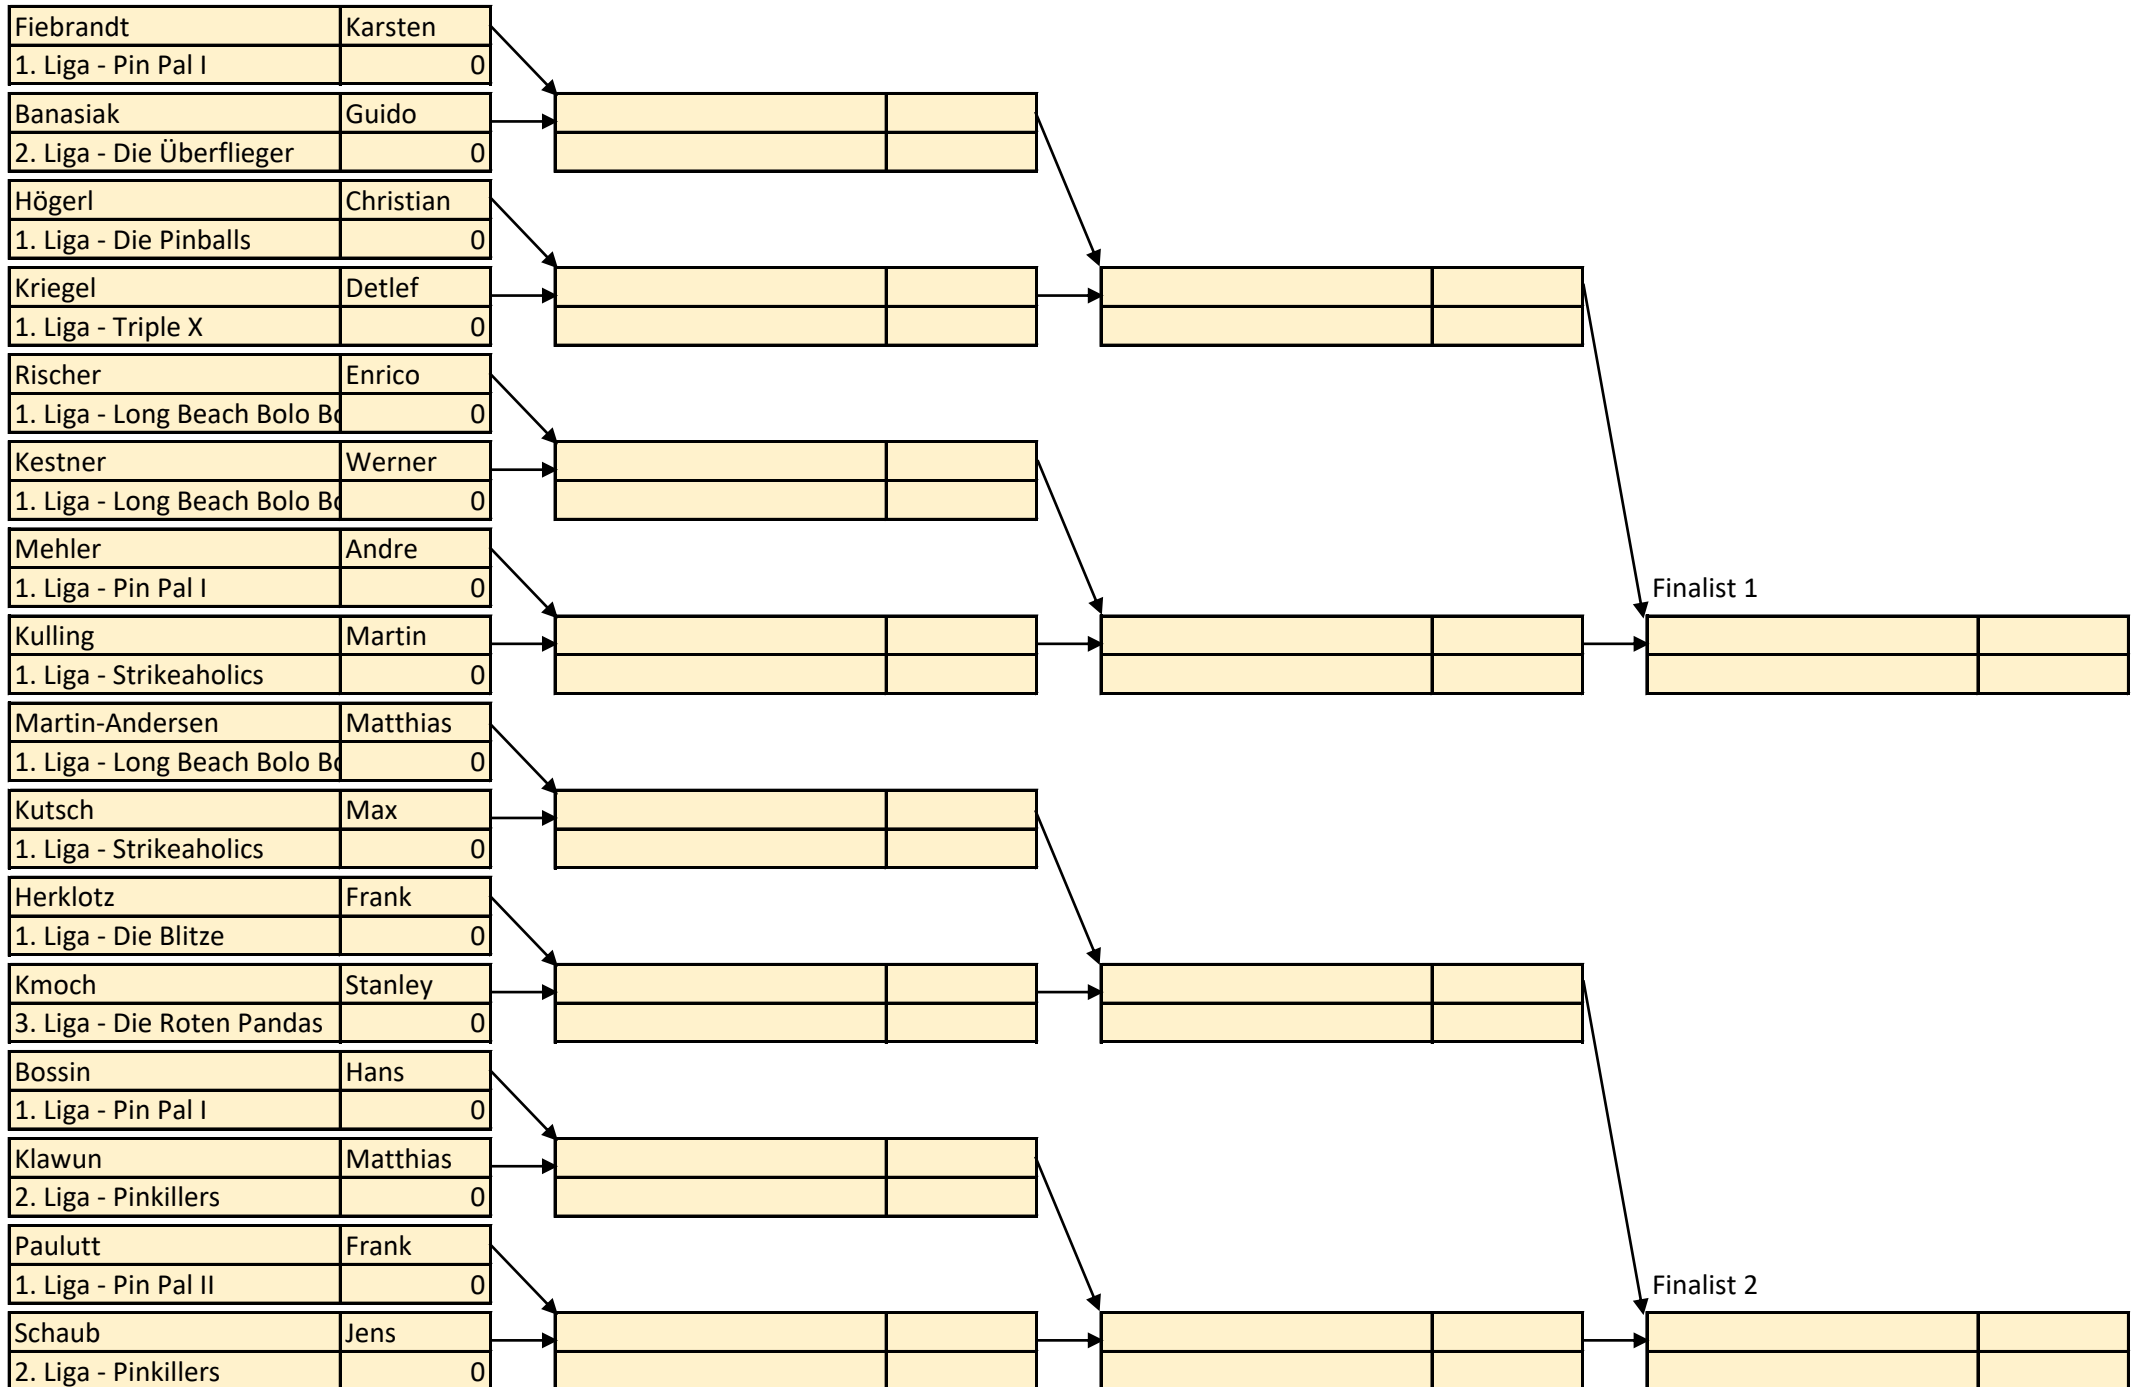 Fiebrandt Karsten
1. Liga - Pin Pal I 0
Banasiak Guido
2. Liga - Die Überflieger 0
Högerl Christian
1. Liga - Die Pinballs 0
Kriegel Detlef
1. Liga - Triple X 0
Rischer Enrico
1. Liga - Long Beach Bolo Bo 0
Kestner Werner
1. Liga - Long Beach Bolo Bo 0
Mehler Andre
1. Liga - Pin Pal I 0
Finalist 1
Kulling Martin
1. Liga - Strikeaholics 0
Martin-Andersen Matthias
1. Liga - Long Beach Bolo Bo 0
Kutsch Max
1. Liga - Strikeaholics 0
Herklotz Frank
1. Liga - Die Blitze 0
Kmoch Stanley
3. Liga - Die Roten Pandas 0
Bossin Hans
1. Liga - Pin Pal I 0
Klawun Matthias
2. Liga - Pinkillers 0
Paulutt Frank
1. Liga - Pin Pal II 0
Finalist 2
Schaub Jens
2. Liga - Pinkillers 0